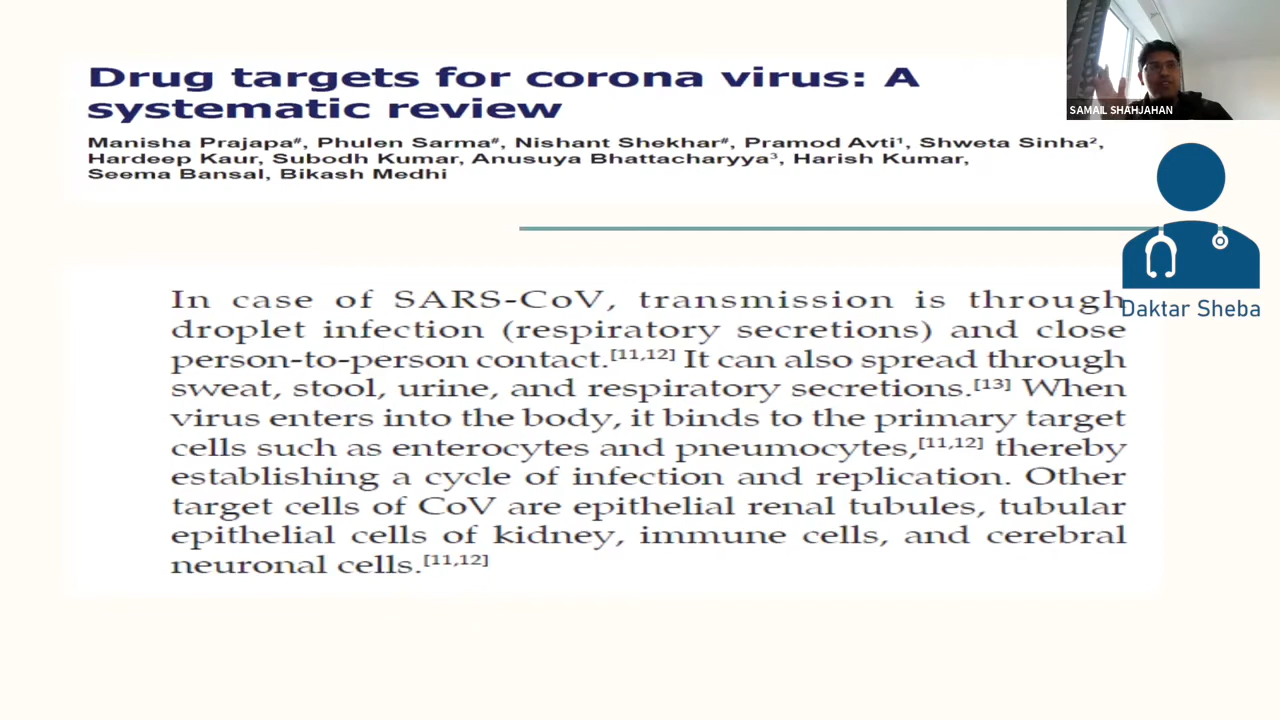 Drug targets for corona virus: A
systematic review
Manisha Prajapa#, Phulen Sarma#, Nishant Shekhar#, Pramod Avti¹, Shweta Sinha²,
Hardeep Kaur, Subodh Kumar, Anusuya Bhattacharyya³, Harish Kumar,
Seema Bansal, Bikash Medhi
SAMAIL SHAHJAHAN
Daktar Sheba
In case of SARS-CoV, transmission is through
droplet infection (respiratory secretions) and close
person-to-person contact.[11,12] It can also spread through
sweat, stool, urine, and respiratory secretions.[13] When
virus enters into the body, it binds to the primary target
cells such as enterocytes and pneumocytes,[11,12] thereby
establishing a cycle of infection and replication. Other
target cells of CoV are epithelial renal tubules, tubular
epithelial cells of kidney, immune cells, and cerebral
neuronal cells.[11,12]